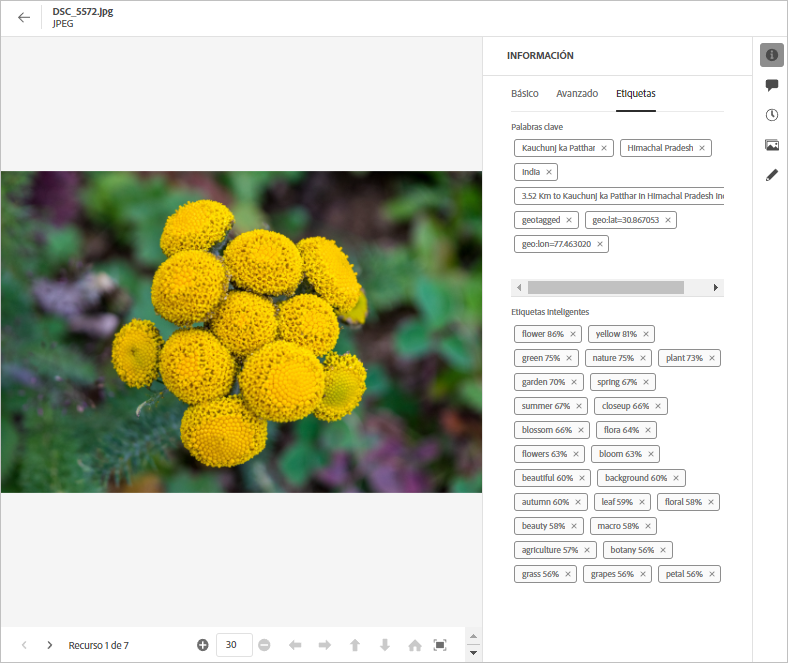 DSC_5572.jpg
JPEG
INFORMACIÓN
Básico Avanzado Etiquetas
Palabras clave
Kauchunj ka Patthar × Himachal Pradesh ×
India ×
3.52 Km to Kauchunj ka Patthar in Himachal Pradesh
geotagged × geo:lat=30.867053 ×
geo:lon=77.463020 ×
Etiquetas Inteligentes
flower 86% × yellow 81% ×
green 75% × nature 75% × plant 73% ×
garden 70% × spring 67% ×
summer 67% × closeup 66% ×
blossom 66% × flora 64% ×
flowers 63% × bloom 63% ×
beautiful 60% × background 60% ×
autumn 60% × leaf 59% × floral 58% ×
beauty 58% × macro 58% ×
agriculture 57% × botany 56% ×
grass 56% × grapes 56% × petal 56% ×
Recurso 1 de 7 30